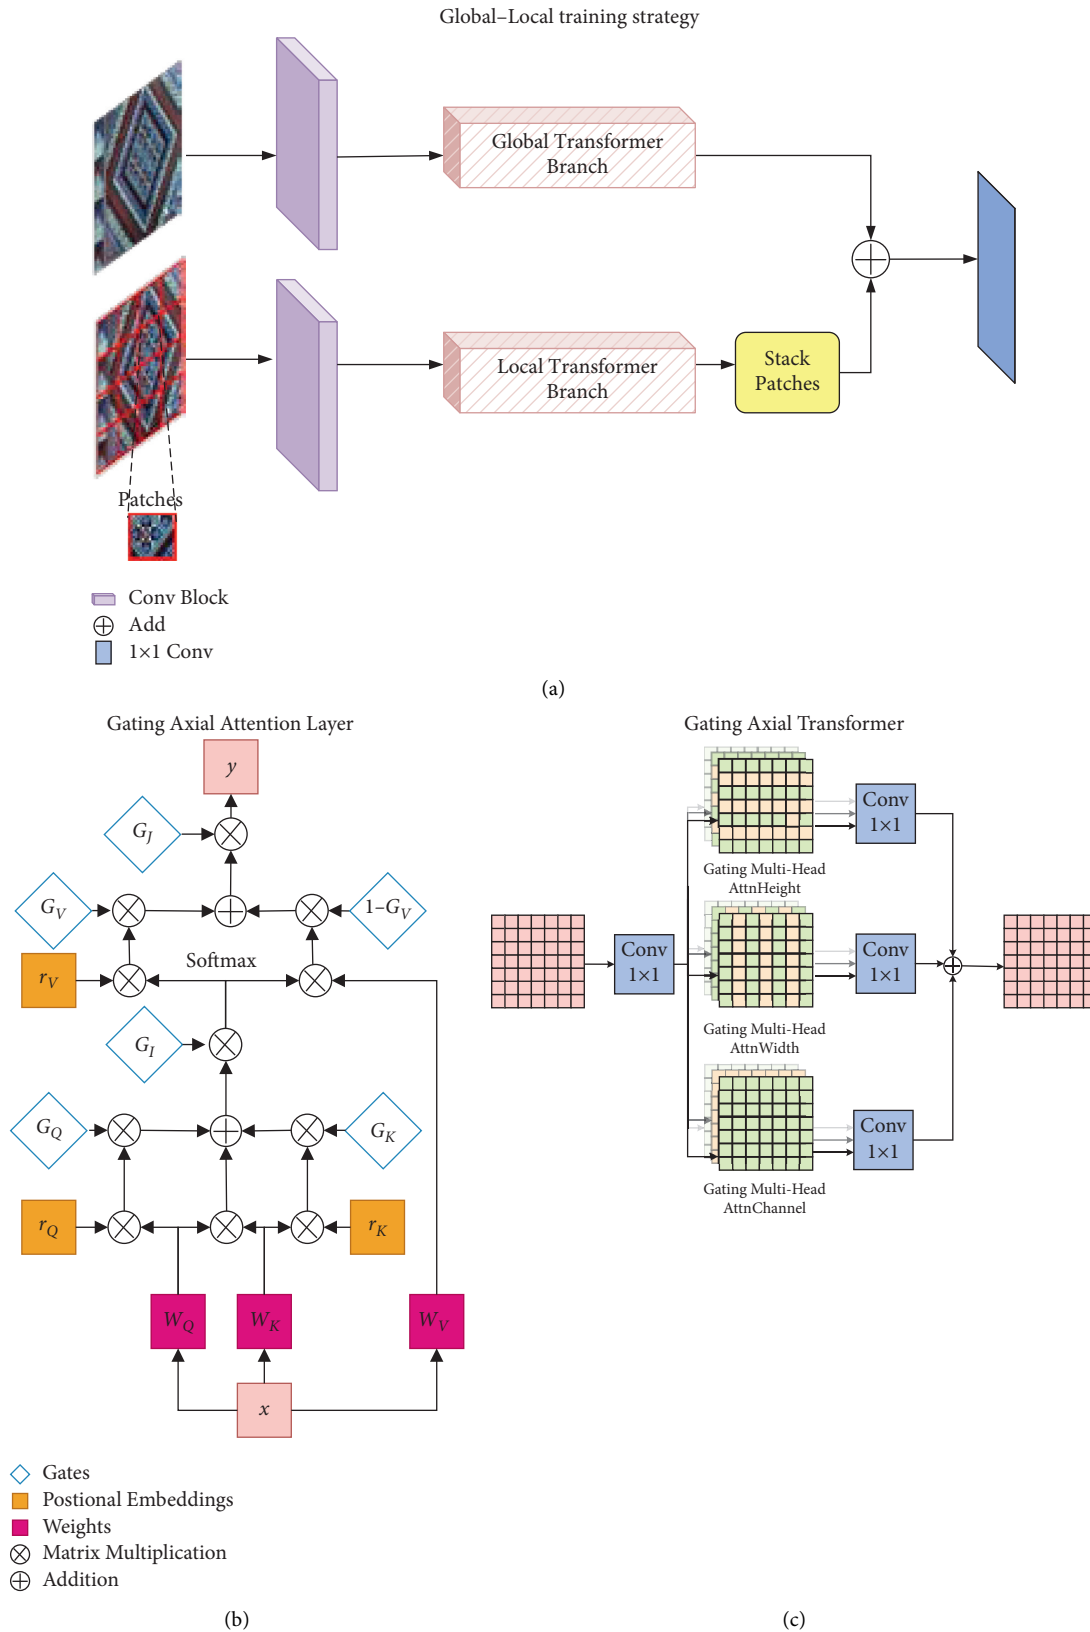 Global–Local training strategy
Global Transformer
Branch
Local Transformer
Branch
Stack
Patches
Patches
Conv Block
Add
1×1 Conv
(a)
Gating Axial Attention Layer
y
G_J
G_V
1–G_V
r_V
Softmax
G_I
G_Q
G_K
r_Q
r_K
W_Q
W_K
W_V
x
Gates
Postional Embeddings
Weights
Matrix Multiplication
Addition
(b)
Gating Axial Transformer
Conv
1×1
Gating Multi-Head
AttnHeight
Conv
1×1
Conv
1×1
Gating Multi-Head
AttnWidth
Conv
1×1
Gating Multi-Head
AttnChannel
(c)